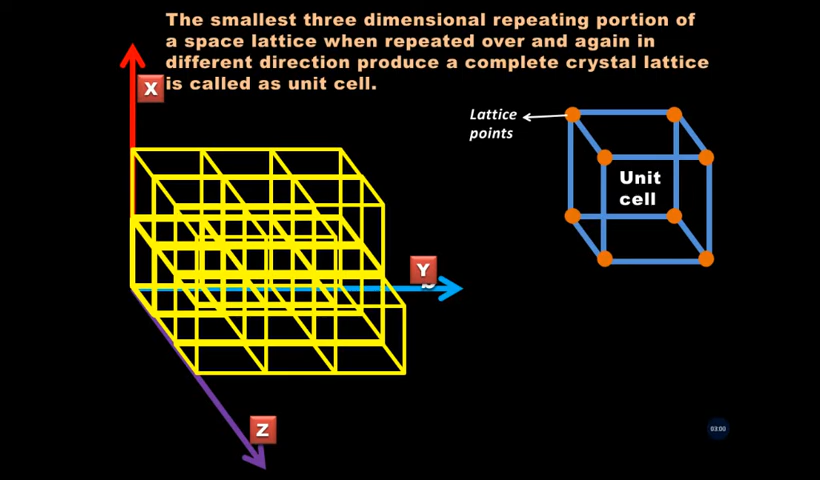 The smallest three dimensional repeating portion of
a space lattice when repeated over and again in
different direction produce a complete crystal lattice
is called as unit cell.
X
Lattice
points
Unit
cell
Y
Z
03:00